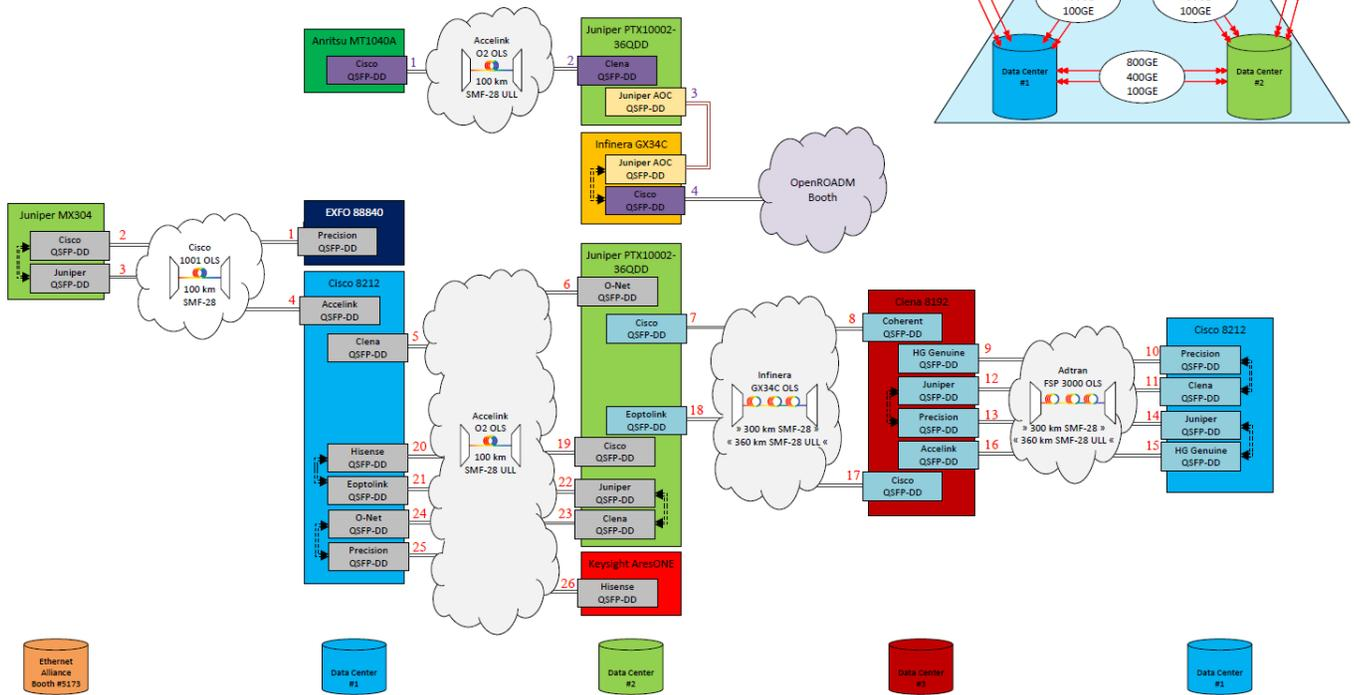 100GE
100GE
Anritsu MT1040A
Cisco
QSFP-DD
1
Accelink
O2 OLS
100 km
SMF-28 ULL
2
Juniper PTX10002-
36QDD
Ciena
QSFP-DD
Juniper AOC
QSFP-DD
3
Infinera GX34C
Juniper AOC
QSFP-DD
Cisco
QSFP-DD
4
OpenROADM
Booth
Data Center
#1
800GE
400GE
100GE
Data Center
#2
Juniper MX304
Cisco
QSFP-DD
2
Juniper
QSFP-DD
3
Cisco
1001 OLS
100 km
SMF-28
EXFO 88840
1
Precision
QSFP-DD
Cisco 8212
4
Accelink
QSFP-DD
Ciena
QSFP-DD
5
Hisense
QSFP-DD
20
Eoptolink
QSFP-DD
21
O-Net
QSFP-DD
24
Precision
QSFP-DD
25
Accelink
O2 OLS
100 km
SMF-28 ULL
Juniper PTX10002-
36QDD
6
O-Net
QSFP-DD
Cisco
QSFP-DD
7
Eoptolink
QSFP-DD
18
19
Cisco
QSFP-DD
22
Juniper
QSFP-DD
23
Ciena
QSFP-DD
Keysight AresONE
26
Hisense
QSFP-DD
Infinera
GX34C OLS
» 300 km SMF-28 »
« 360 km SMF-28 ULL «
Ciena 8192
8
Coherent
QSFP-DD
HG Genuine
QSFP-DD
9
Juniper
QSFP-DD
12
Precision
QSFP-DD
13
Accelink
QSFP-DD
16
17
Cisco
QSFP-DD
Adtran
FSP 3000 OLS
» 300 km SMF-28 »
« 360 km SMF-28 ULL «
Cisco 8212
10
Precision
QSFP-DD
11
Ciena
QSFP-DD
14
Juniper
QSFP-DD
15
HG Genuine
QSFP-DD
Ethernet
Alliance
Booth #5173
Data Center
#1
Data Center
#2
Data Center
#3
Data Center
#1